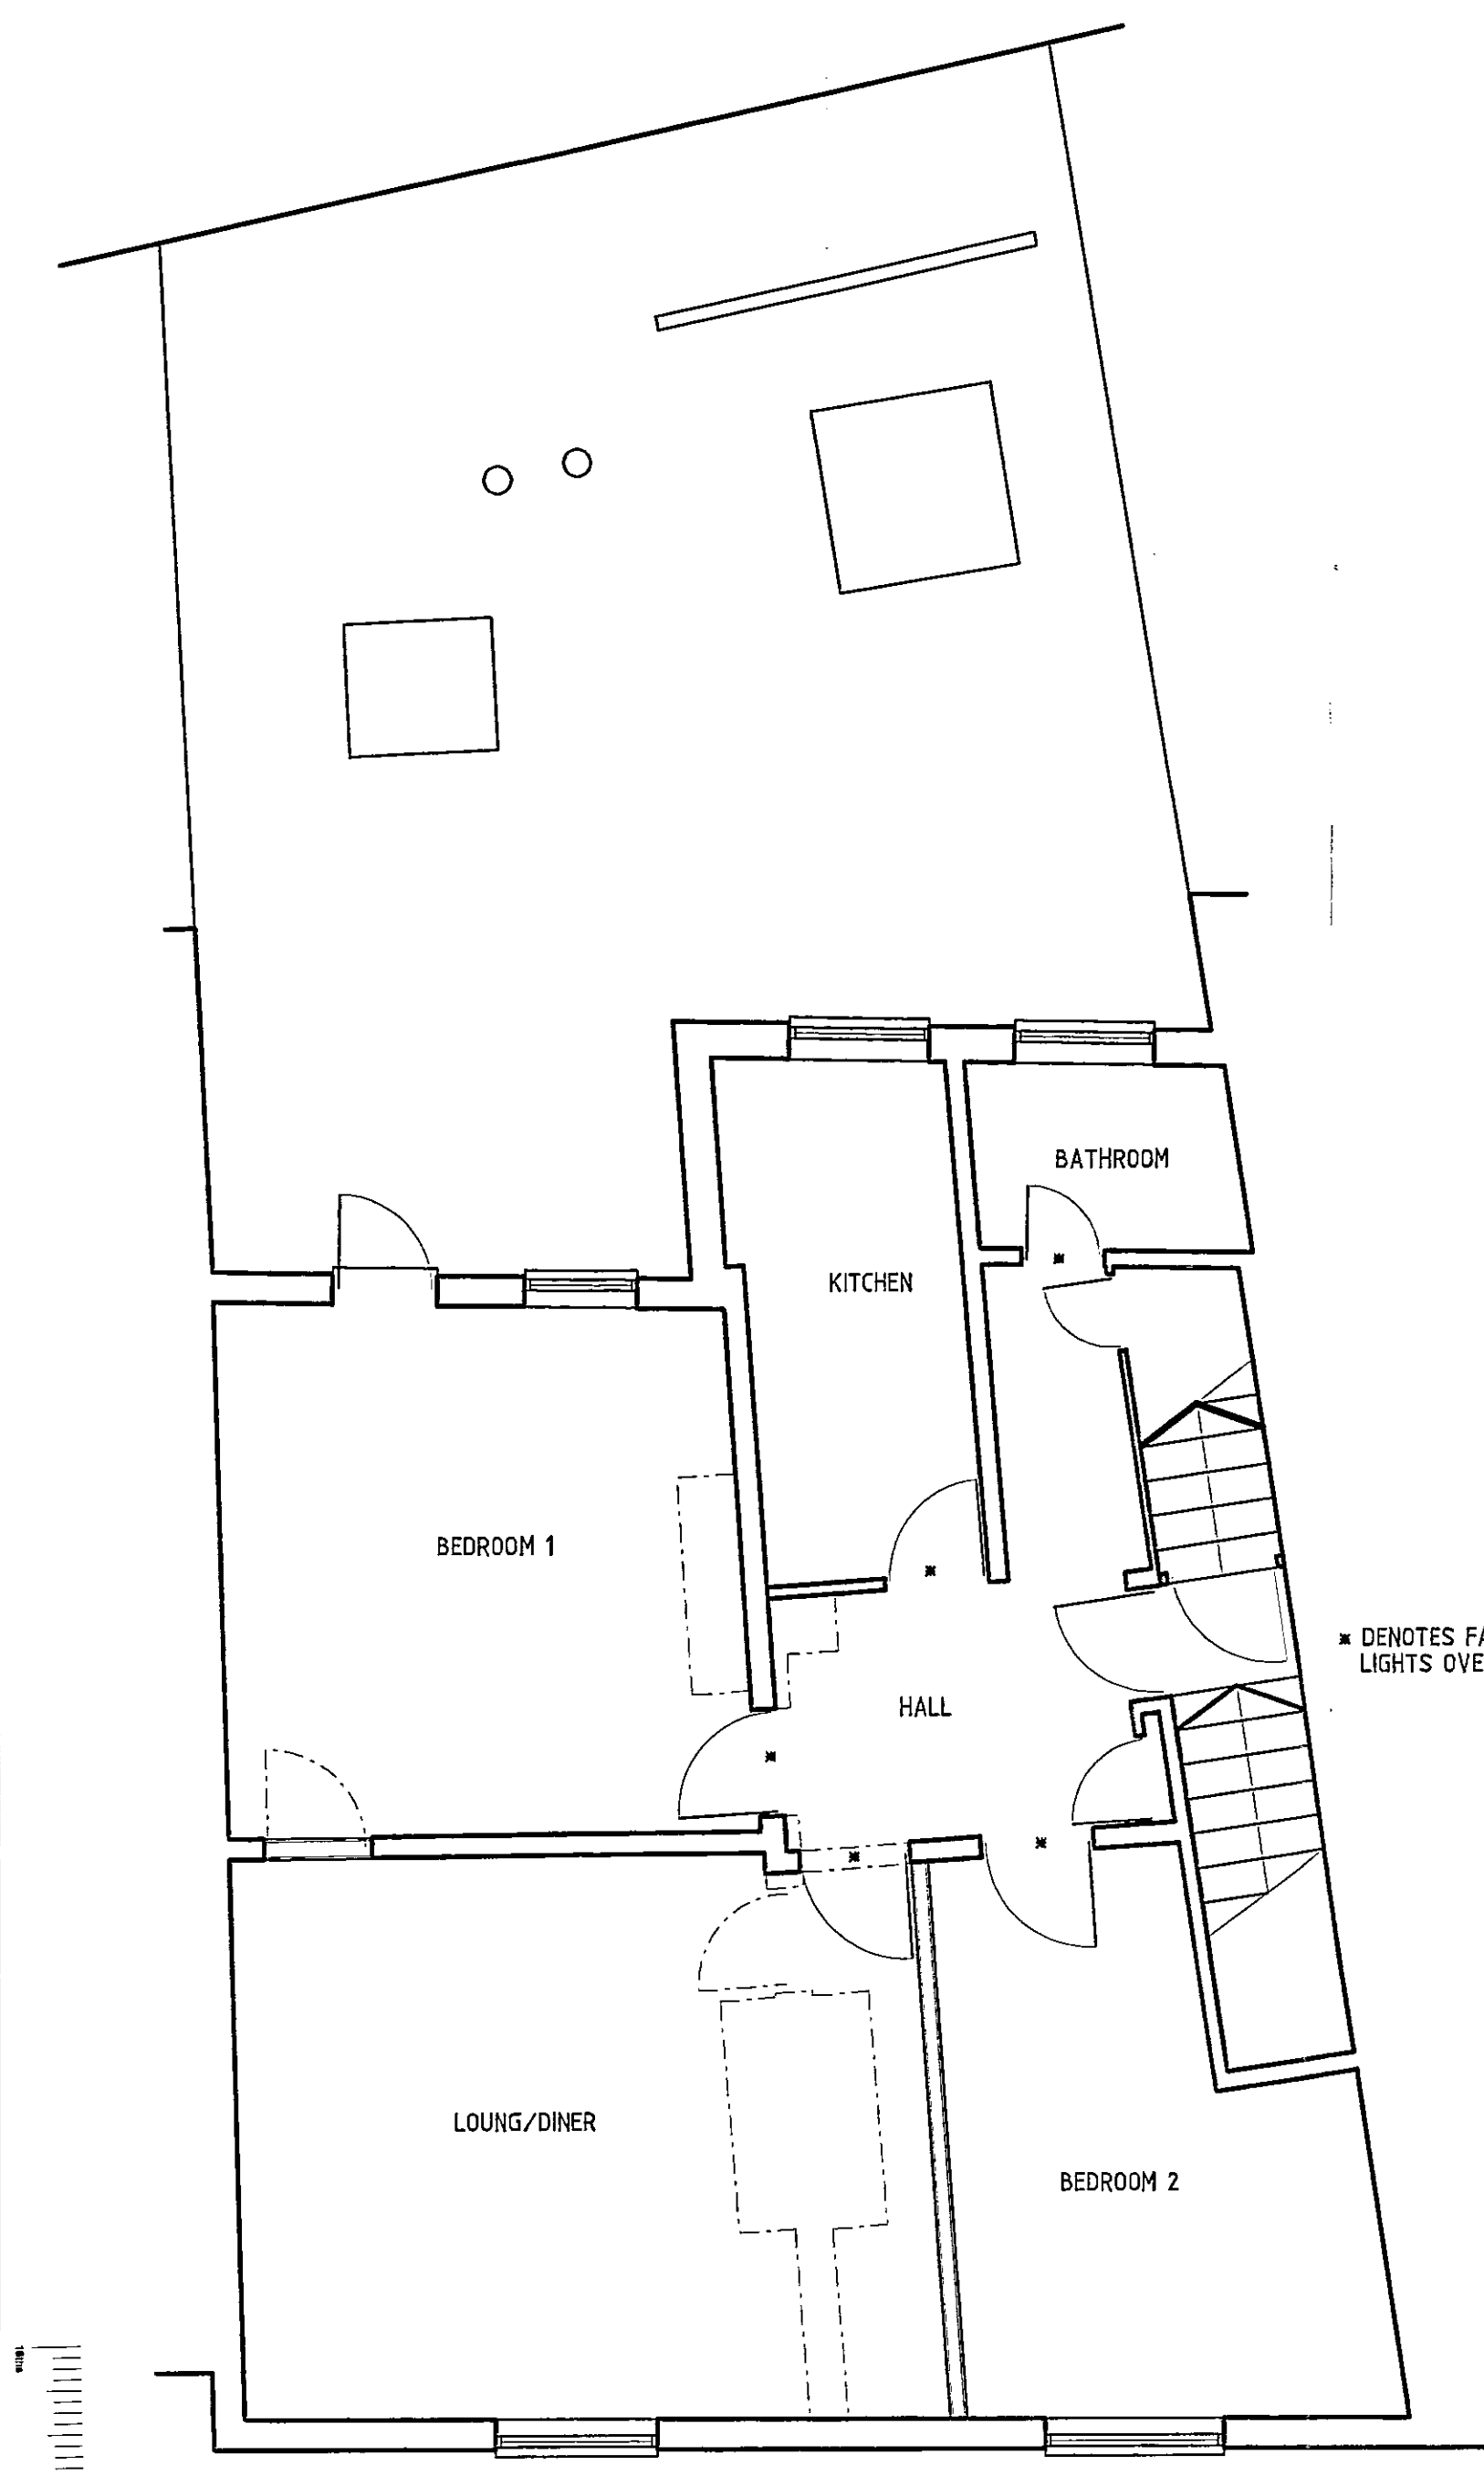 BATHROOM
KITCHEN
BEDROOM 1
* DENOTES FA
LIGHTS OVE
HALL
LOUNG/DINER
BEDROOM 2